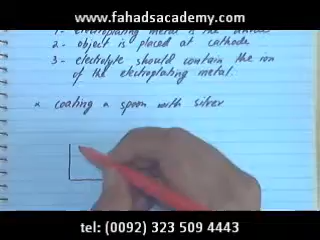 www.fahadsacademy.com
1- electroplating metal is the anode
2- object is placed at cathode
3- electrolyte should contain the ion
of the electroplating metal.
* coating a spoon with silver
tel: (0092) 323 509 4443